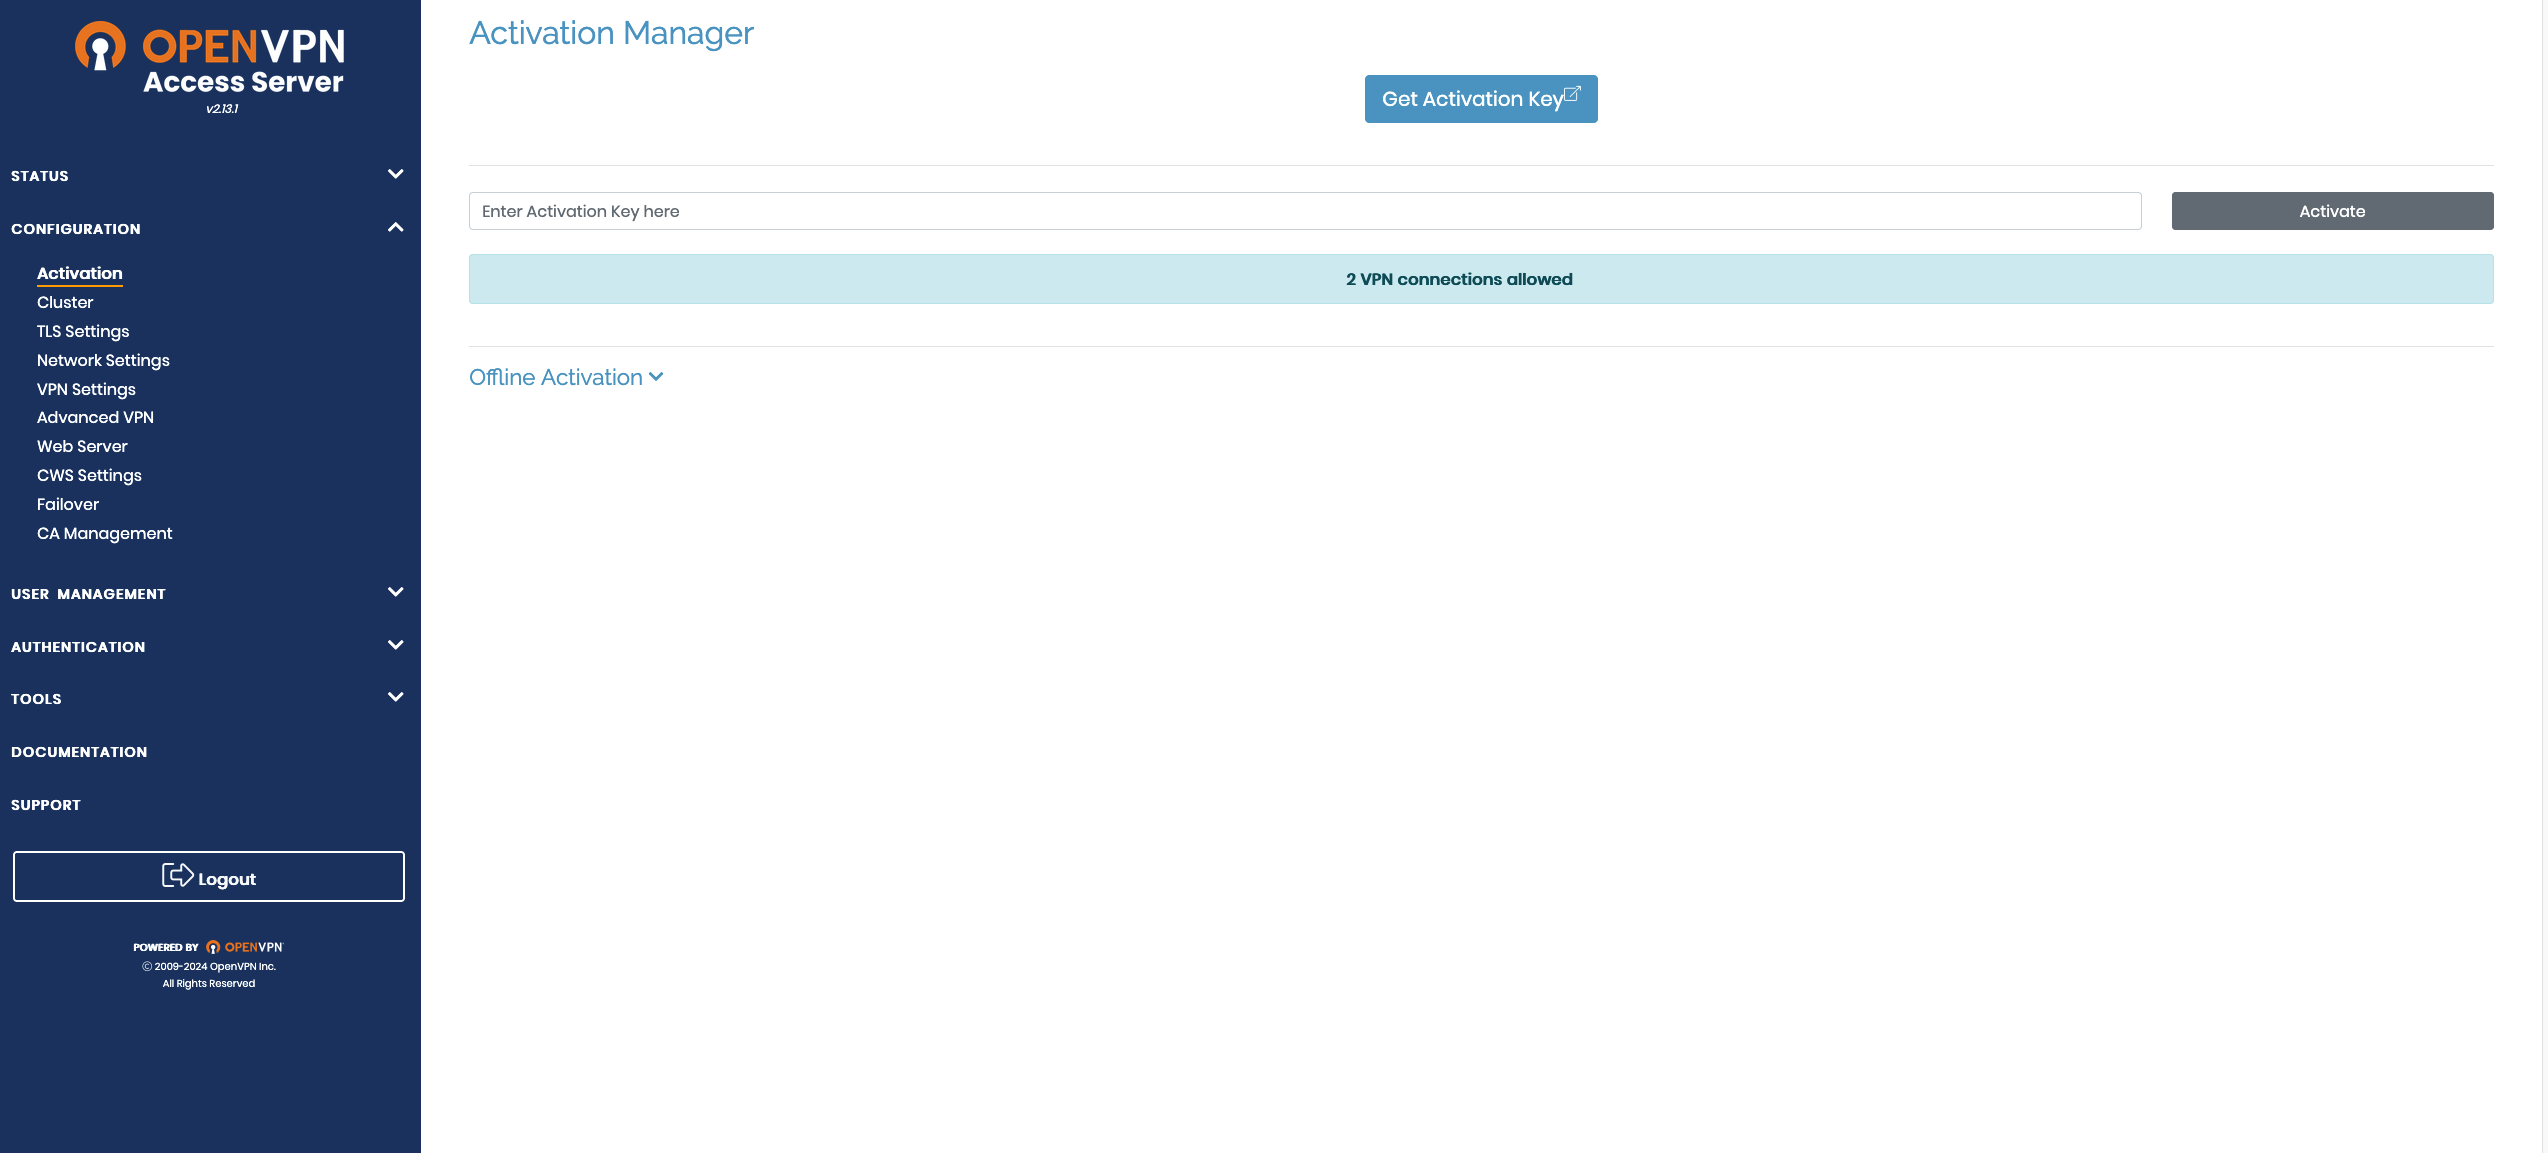 OPENVPN
Access Server
v2.13.1
STATUS
CONFIGURATION
Activation
Cluster
TLS Settings
Network Settings
VPN Settings
Advanced VPN
Web Server
CWS Settings
Failover
CA Management
USER MANAGEMENT
AUTHENTICATION
TOOLS
DOCUMENTATION
SUPPORT
Logout
POWERED BY OPENVPN
© 2009-2024 OpenVPN Inc.
All Rights Reserved
Activation Manager
Get Activation Key
Enter Activation Key here
Activate
2 VPN connections allowed
Offline Activation